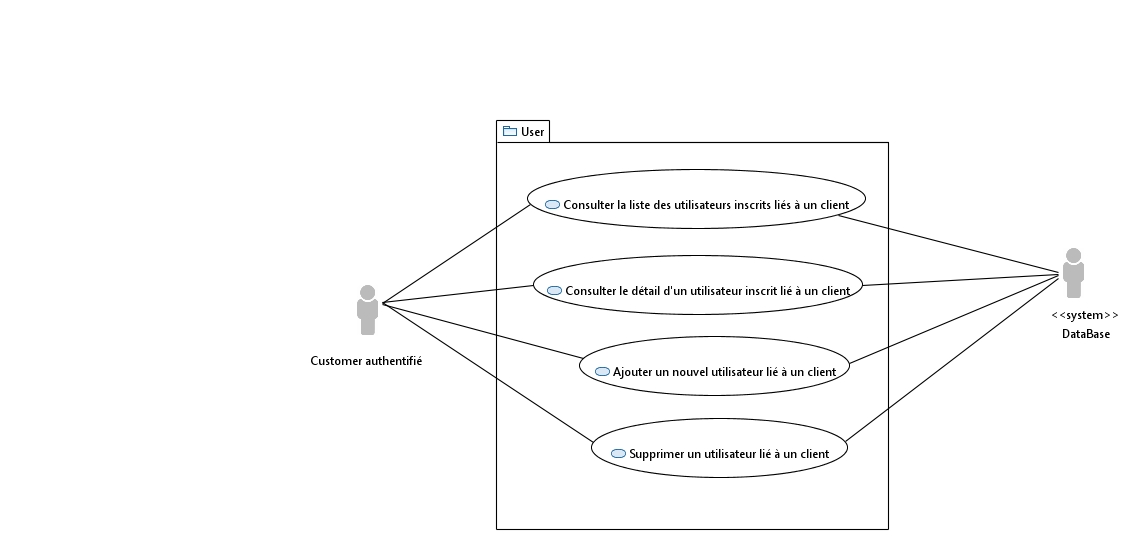 User
Consulter la liste des utilisateurs inscrits liés à un client
Consulter le détail d'un utilisateur inscrit lié à un client
<<system>>
DataBase
Customer authentifié
Ajouter un nouvel utilisateur lié à un client
Supprimer un utilisateur lié à un client